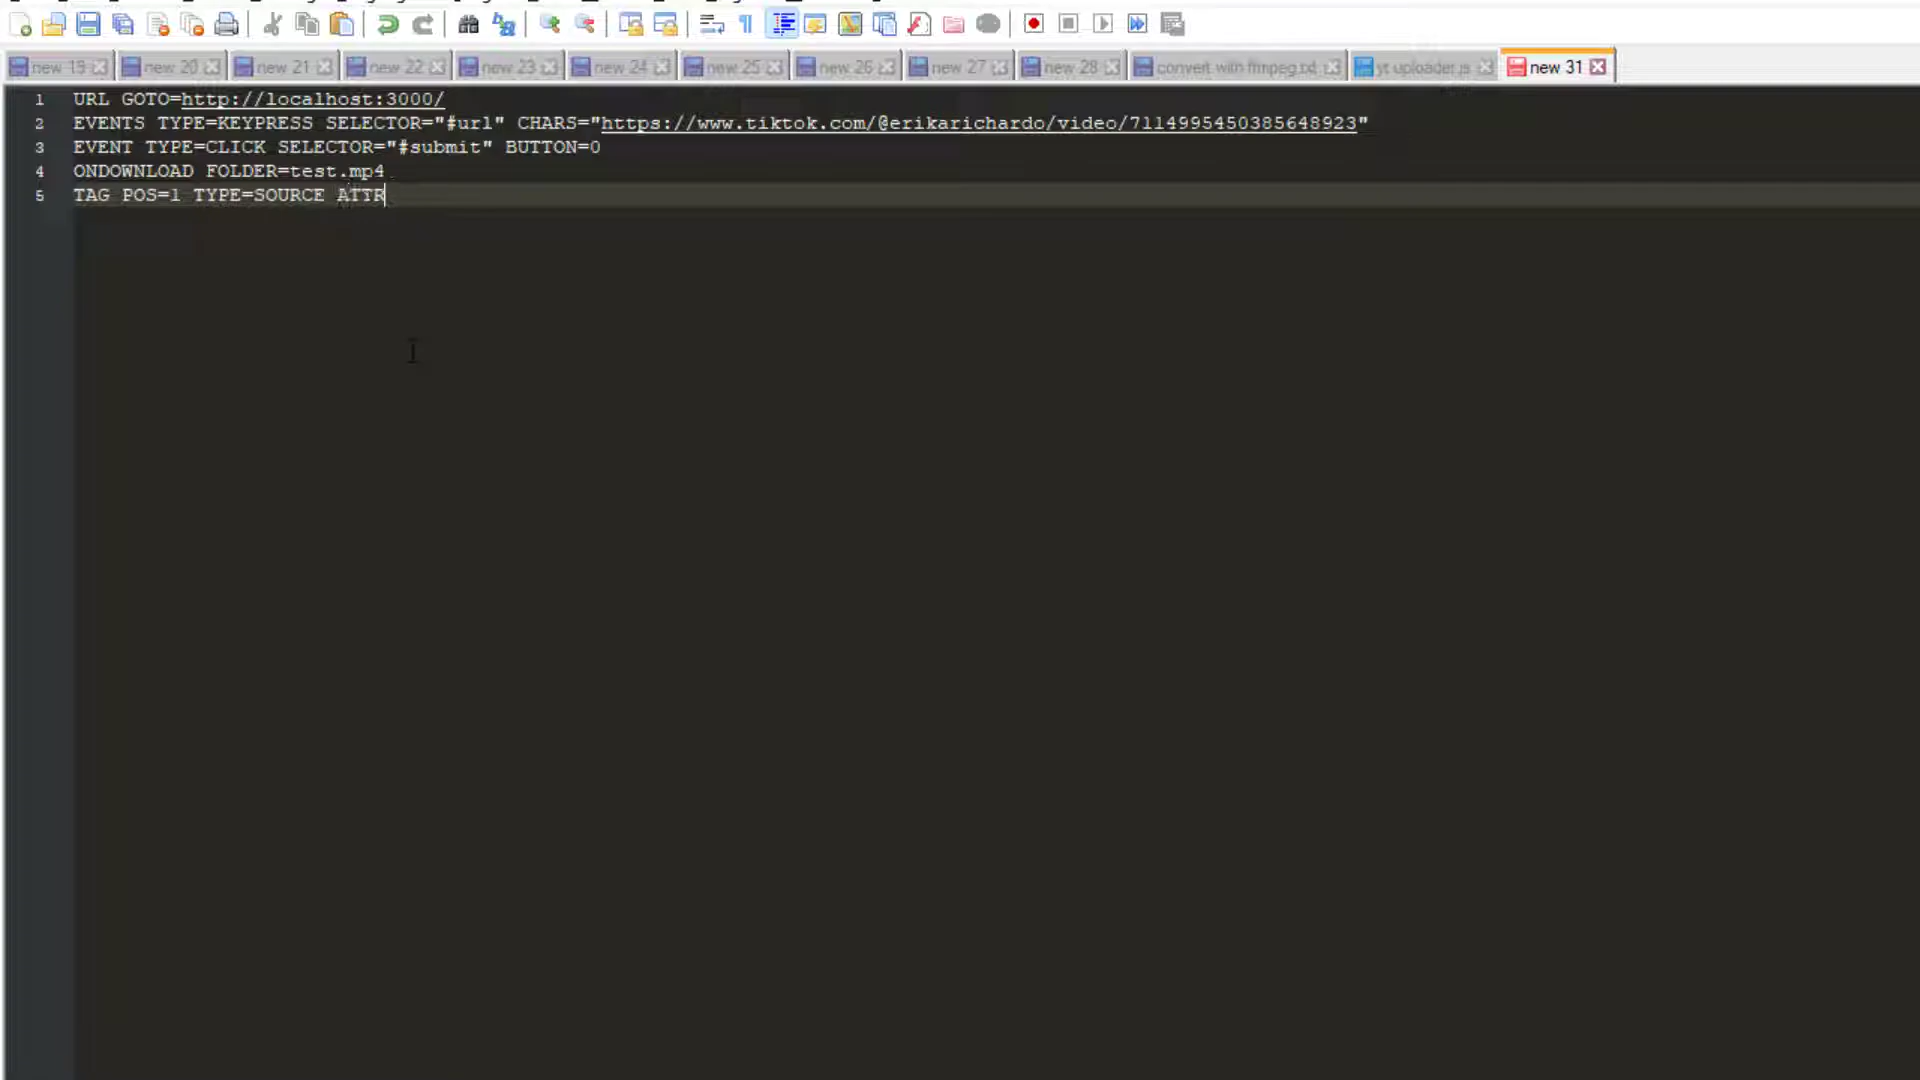 new 19 new 20 new 21 new 22 new 23 new 24 new 25 new 26 new 27 new 28 convert with ffmpeg.txt yt uploader.js new 31
1 URL GOTO=http://localhost:3000/
2 EVENTS TYPE=KEYPRESS SELECTOR="#url" CHARS="https://www.tiktok.com/@erikarichardo/video/7114995450385648923"
3 EVENT TYPE=CLICK SELECTOR="#submit" BUTTON=0
4 ONDOWNLOAD FOLDER=test.mp4
5 TAG POS=1 TYPE=SOURCE ATTR